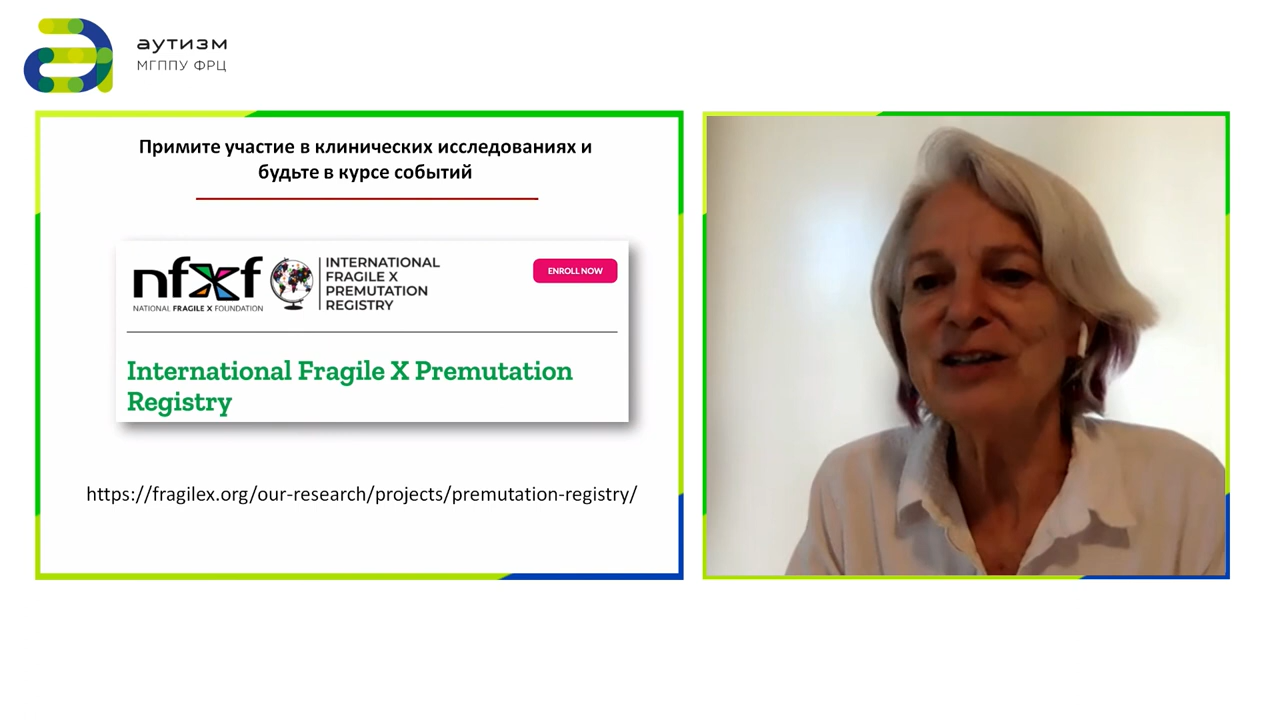 аутизм
МГППУ ФРЦ
Примите участие в клинических исследованиях и
будьте в курсе событий
nfxf
NATIONAL FRAGILE X FOUNDATION
INTERNATIONAL
FRAGILE X
PREMUTATION
REGISTRY
ENROLL NOW
International Fragile X Premutation
Registry
https://fragilex.org/our-research/projects/premutation-registry/